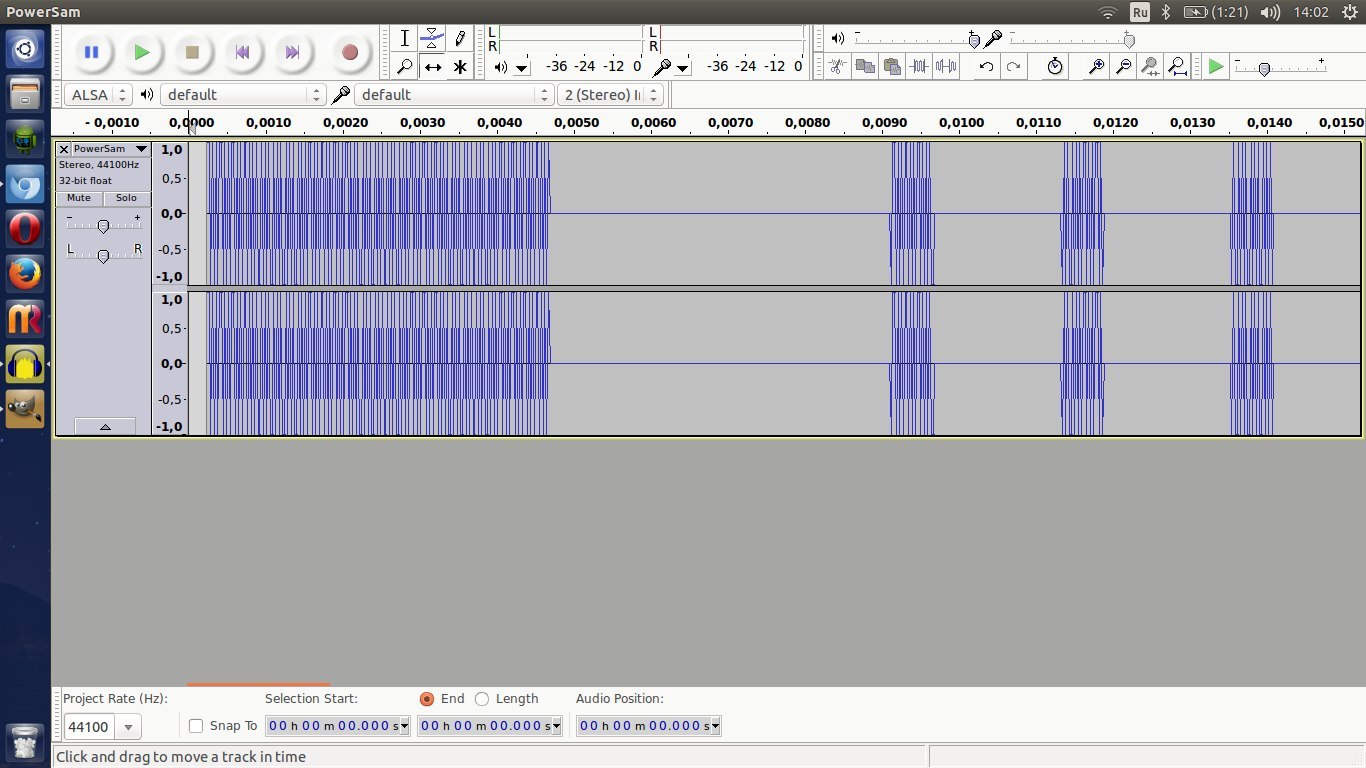 PowerSam
Ru
(1:21)
14:02
L
R
-36 -24 -12 0
L
R
-36 -24 -12 0
ALSA
default
default
2 (Stereo) I
- 0,0010 0,0000 0,0010 0,0020 0,0030 0,0040 0,0050 0,0060 0,0070 0,0080 0,0090 0,0100 0,0110 0,0120 0,0130 0,0140 0,0150
PowerSam
Stereo, 44100Hz
32-bit float
Mute Solo
- +
L R
1,0
0,5-
0,0-
-0,5-
-1,0
1,0
0,5-
0,0-
-0,5-
-1,0
Project Rate (Hz):
Selection Start:
End
Length
Audio Position:
44100
Snap To
00 h 00 m 00.000 s
00 h 00 m 00.000 s
00 h 00 m 00.000 s
Click and drag to move a track in time